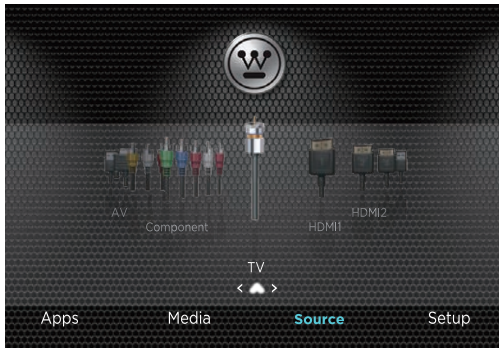 AV
Component
HDMI1
HDMI2
TV
Apps Media Source Setup